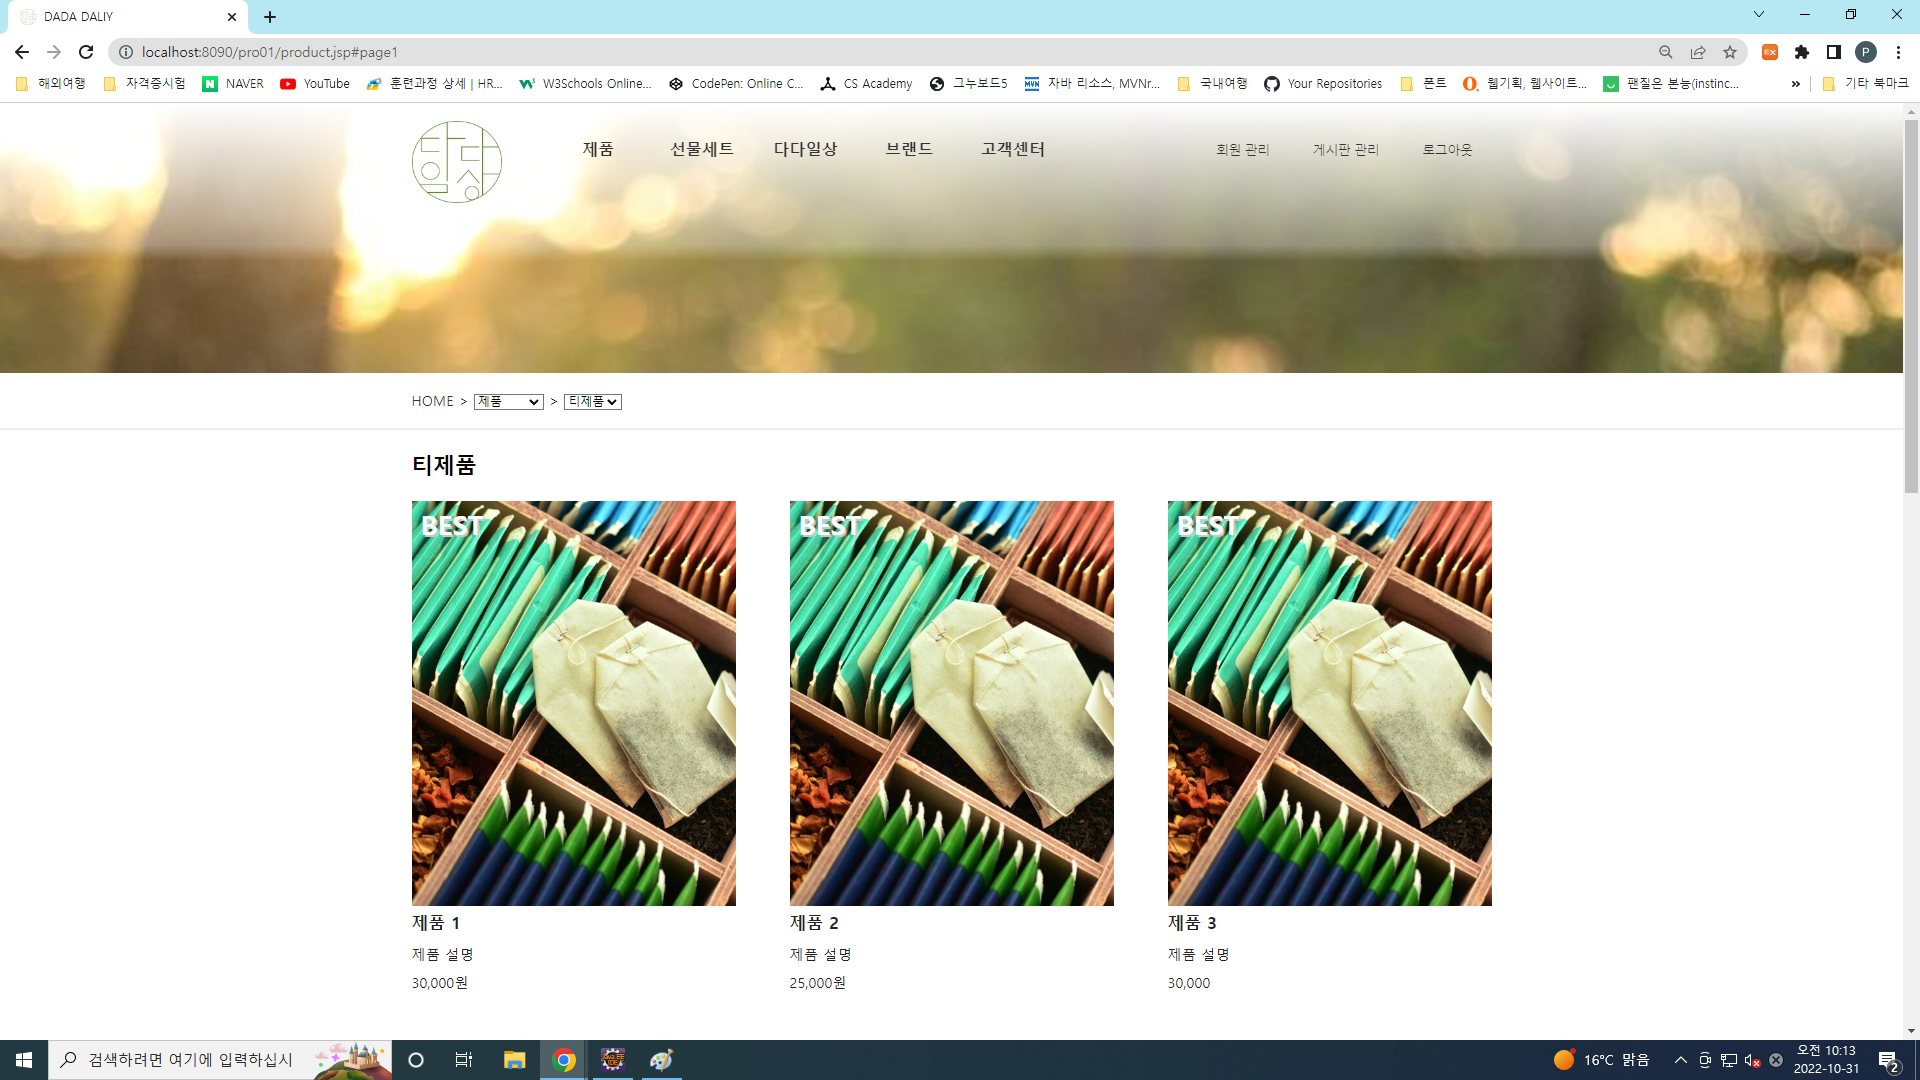 DADA DALIY
localhost:8090/pro01/product.jsp#page1
해외여행 자격증시험 NAVER YouTube 훈련과정 상세 | HR... W3Schools Online... CodePen: Online C... CS Academy 그누보드5 자바 리소스, MVNr... 국내여행 Your Repositories 폰트 웹기획, 웹사이트... 팬질은 본능(instinc... » 기타 북마크
담장 제품 선물세트 다다일상 브랜드 고객센터 회원 관리 게시판 관리 로그아웃
HOME > 제품 > 티제품
티제품
BEST BEST BEST
제품 1 제품 2 제품 3
제품 설명 제품 설명 제품 설명
30,000원 25,000원 30,000
검색하려면 여기에 입력하십시 16°C 맑음 오전 10:13
2022-10-31 2